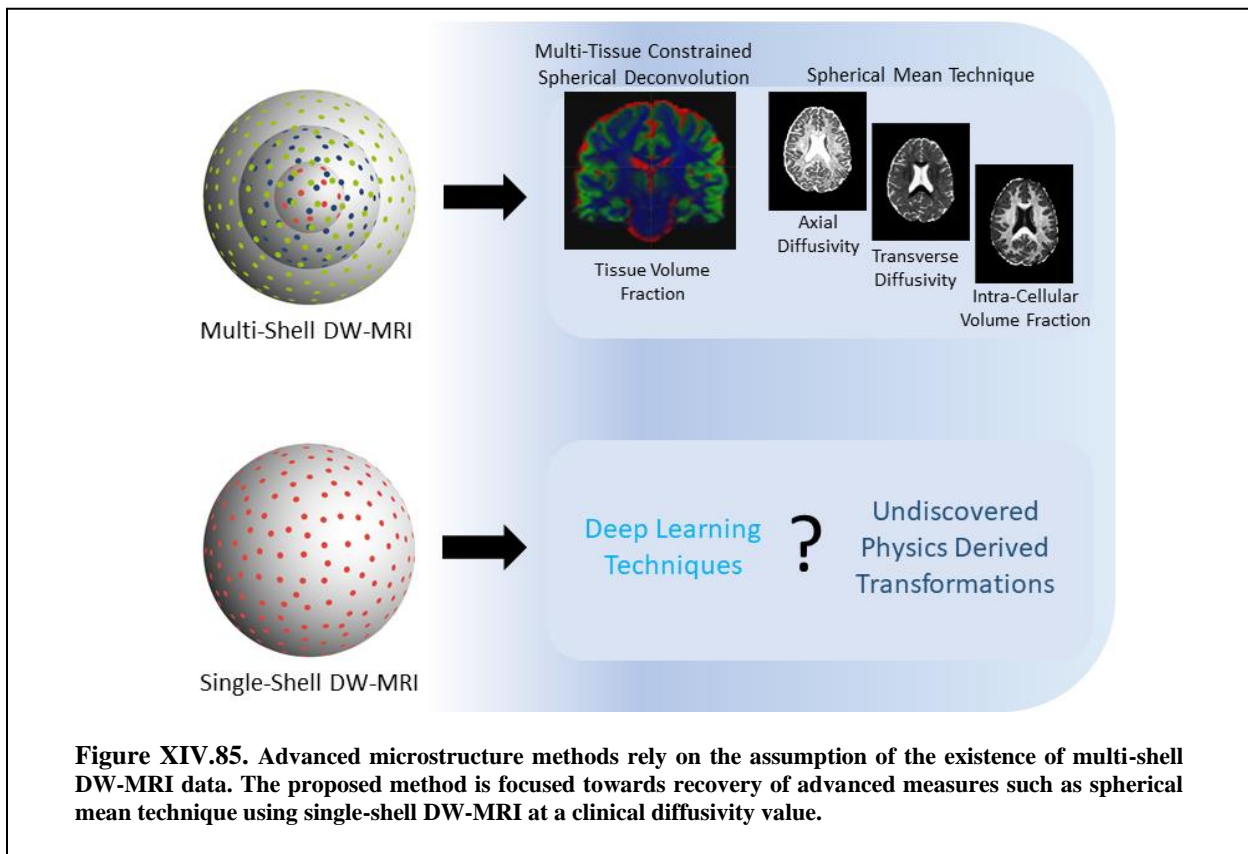 Multi-Tissue Constrained
Spherical Deconvolution
Spherical Mean Technique
Axial
Diffusivity
Transverse
Diffusivity
Intra-Cellular
Volume Fraction
Tissue Volume
Fraction
Multi-Shell DW-MRI
Deep Learning
Techniques
?
Undiscovered
Physics Derived
Transformations
Single-Shell DW-MRI
Figure XIV.85. Advanced microstructure methods rely on the assumption of the existence of multi-shell
DW-MRI data. The proposed method is focused towards recovery of advanced measures such as spherical
mean technique using single-shell DW-MRI at a clinical diffusivity value.